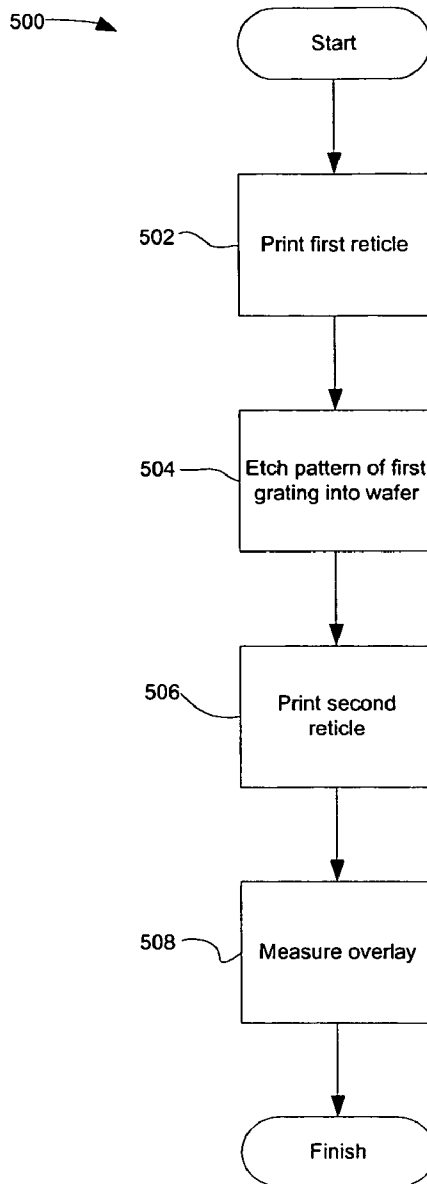 500
Start
502
Print first reticle
504
Etch pattern of first
grating into wafer
506
Print second
reticle
508
Measure overlay
Finish